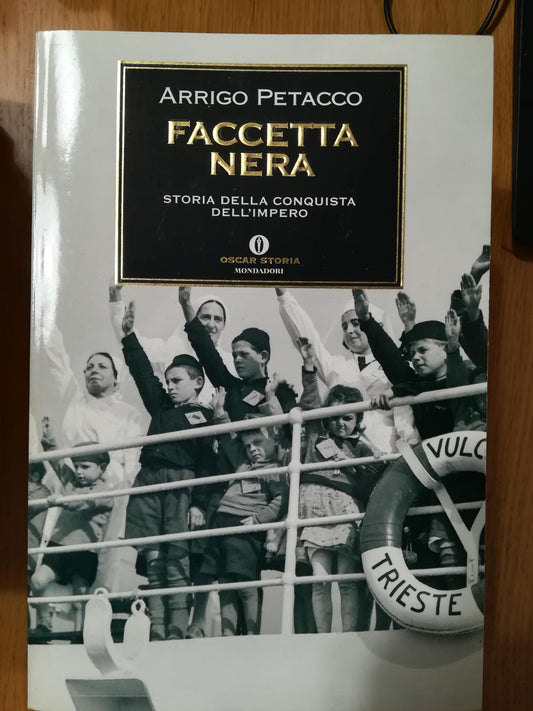 ARRIGO PETACCO
FACCETTA
NERA
STORIA DELLA CONQUISTA
DELL'IMPERO
OSCAR STORIA
MONDADORI
VULC
TRIESTE